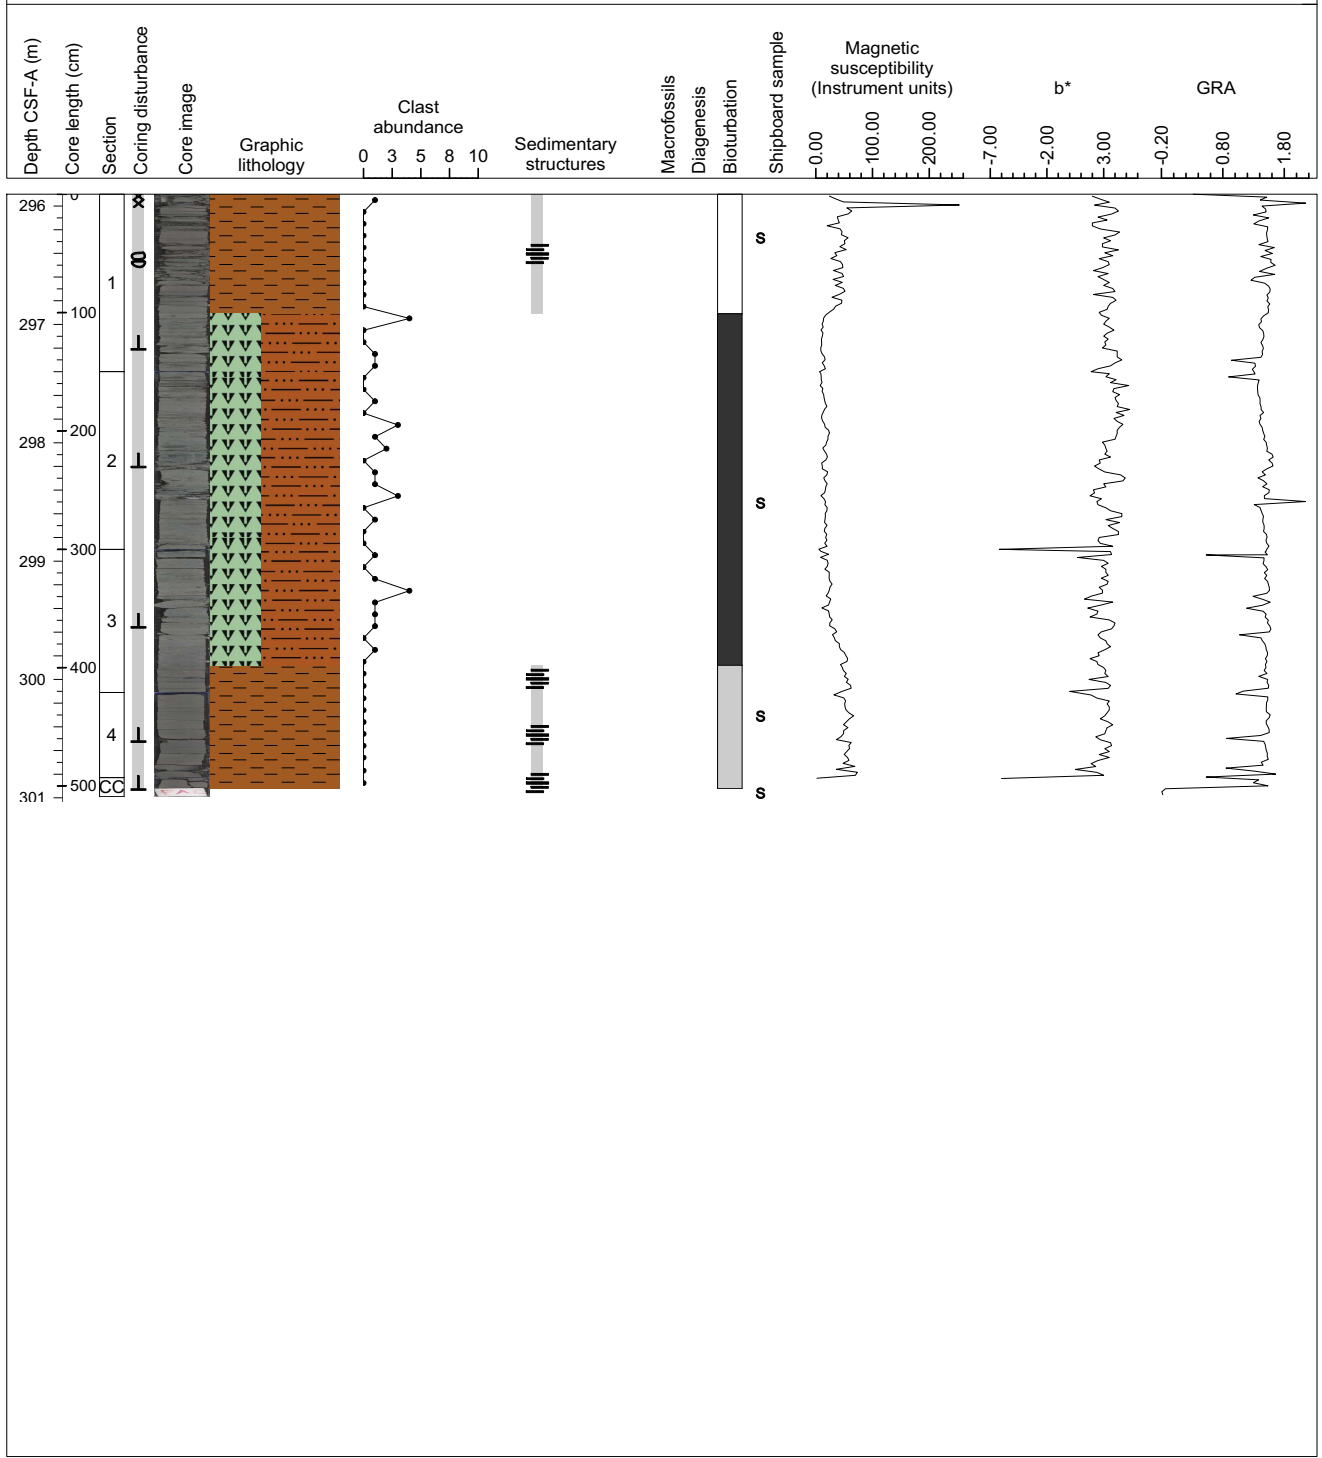 Depth CSF-A (m)
Core length (cm)
Section
Coring disturbance
Core image
Graphic
lithology
Clast
abundance
0 3 5 8 10
Sedimentary
structures
Macrofossils
Diagenesis
Bioturbation
Shipboard sample
Magnetic
susceptibility
(Instrument units)
0.00 100.00 200.00
b*
-7.00 -2.00 3.00
GRA
-0.20 0.80 1.80
296
297
298
299
300
301
0
100
200
300
400
500
1
2
3
4
CC
S
S
S
S